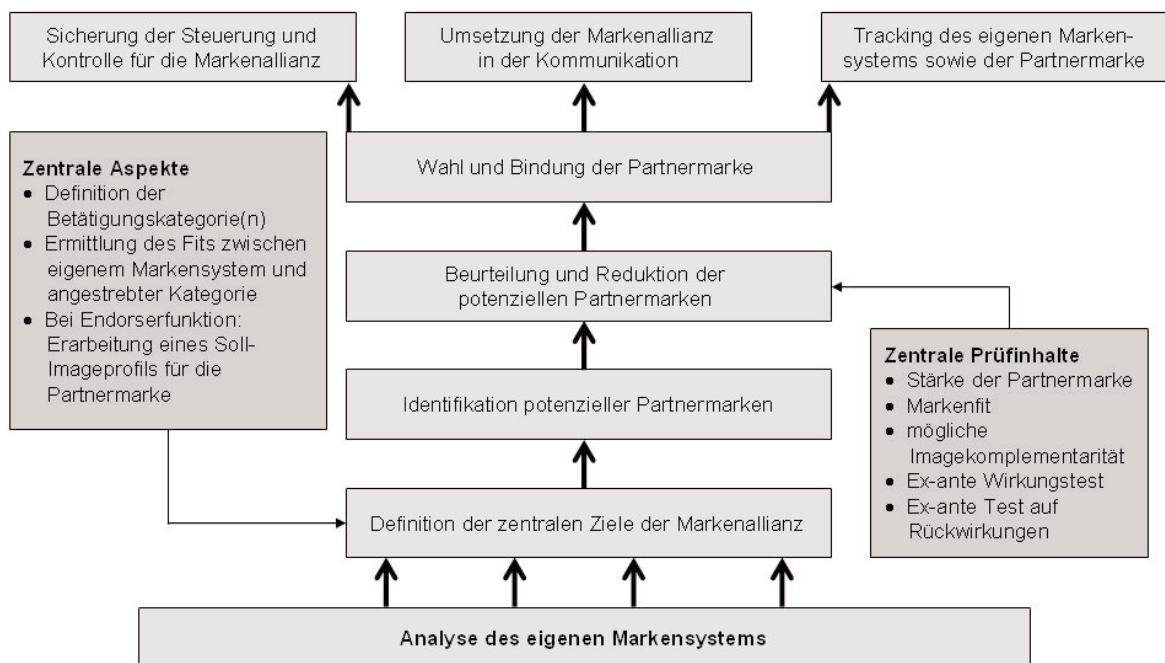 Sicherung der Steuerung und
Kontrolle für die Markenallianz
Umsetzung der Markenallianz
in der Kommunikation
Tracking des eigenen Marken-
systems sowie der Partnermarke
Wahl und Bindung der Partnermarke
Zentrale Aspekte
• Definition der
Betätigungskategorie(n)
• Ermittlung des Fits zwischen
eigenem Markensystem und
angestrebter Kategorie
• Bei Endorserfunktion:
Erarbeitung eines Soll-
Imageprofils für die
Partnermarke
Beurteilung und Reduktion der
potenziellen Partnermarken
Identifikation potenzieller Partnermarken
Zentrale Prüfinhalte
• Stärke der Partnermarke
• Markenfit
• mögliche
Imagekomplementarität
• Ex-ante Wirkungstest
• Ex-ante Test auf
Rückwirkungen
Definition der zentralen Ziele der Markenallianz
Analyse des eigenen Markensystems